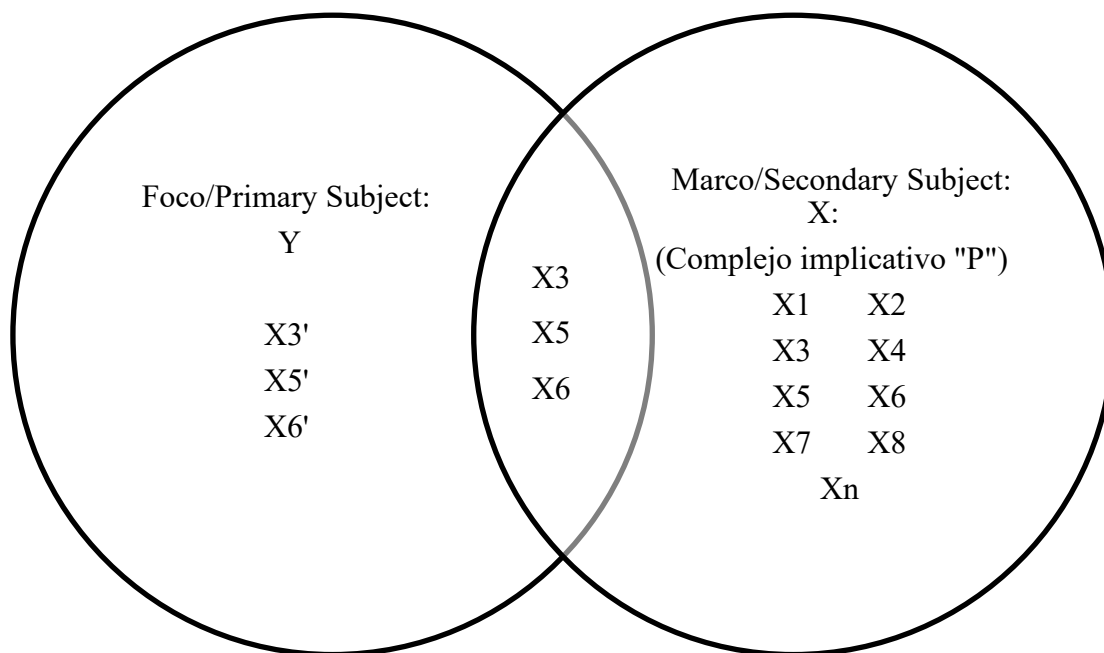 Foco/Primary Subject:
Y
X3'
X5'
X6'
X3
X5
X6
Marco/Secondary Subject:
X:
(Complejo implicativo "P")
X1 X2
X3 X4
X5 X6
X7 X8
Xn